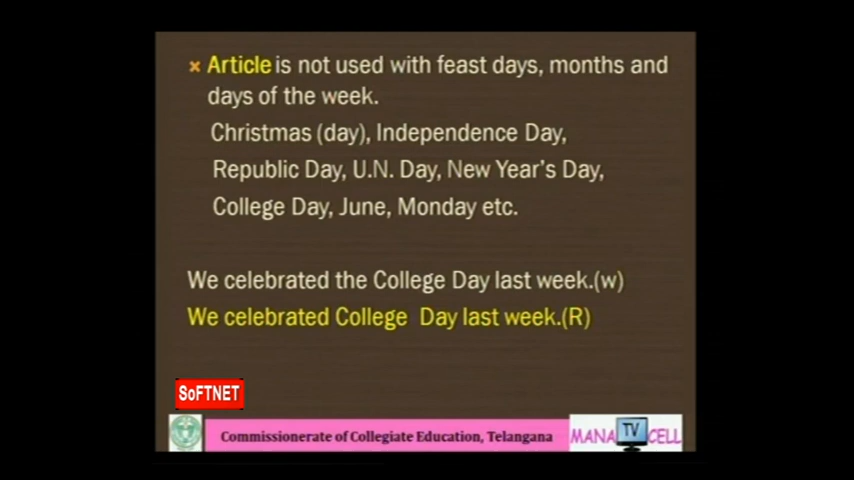 × Article is not used with feast days, months and
days of the week.
Christmas (day), Independence Day,
Republic Day, U.N. Day, New Year's Day,
College Day, June, Monday etc.
We celebrated the College Day last week.(w)
We celebrated College Day last week.(R)
SoFTNET
Commissionerate of Collegiate Education, Telangana
MANA TV CELL